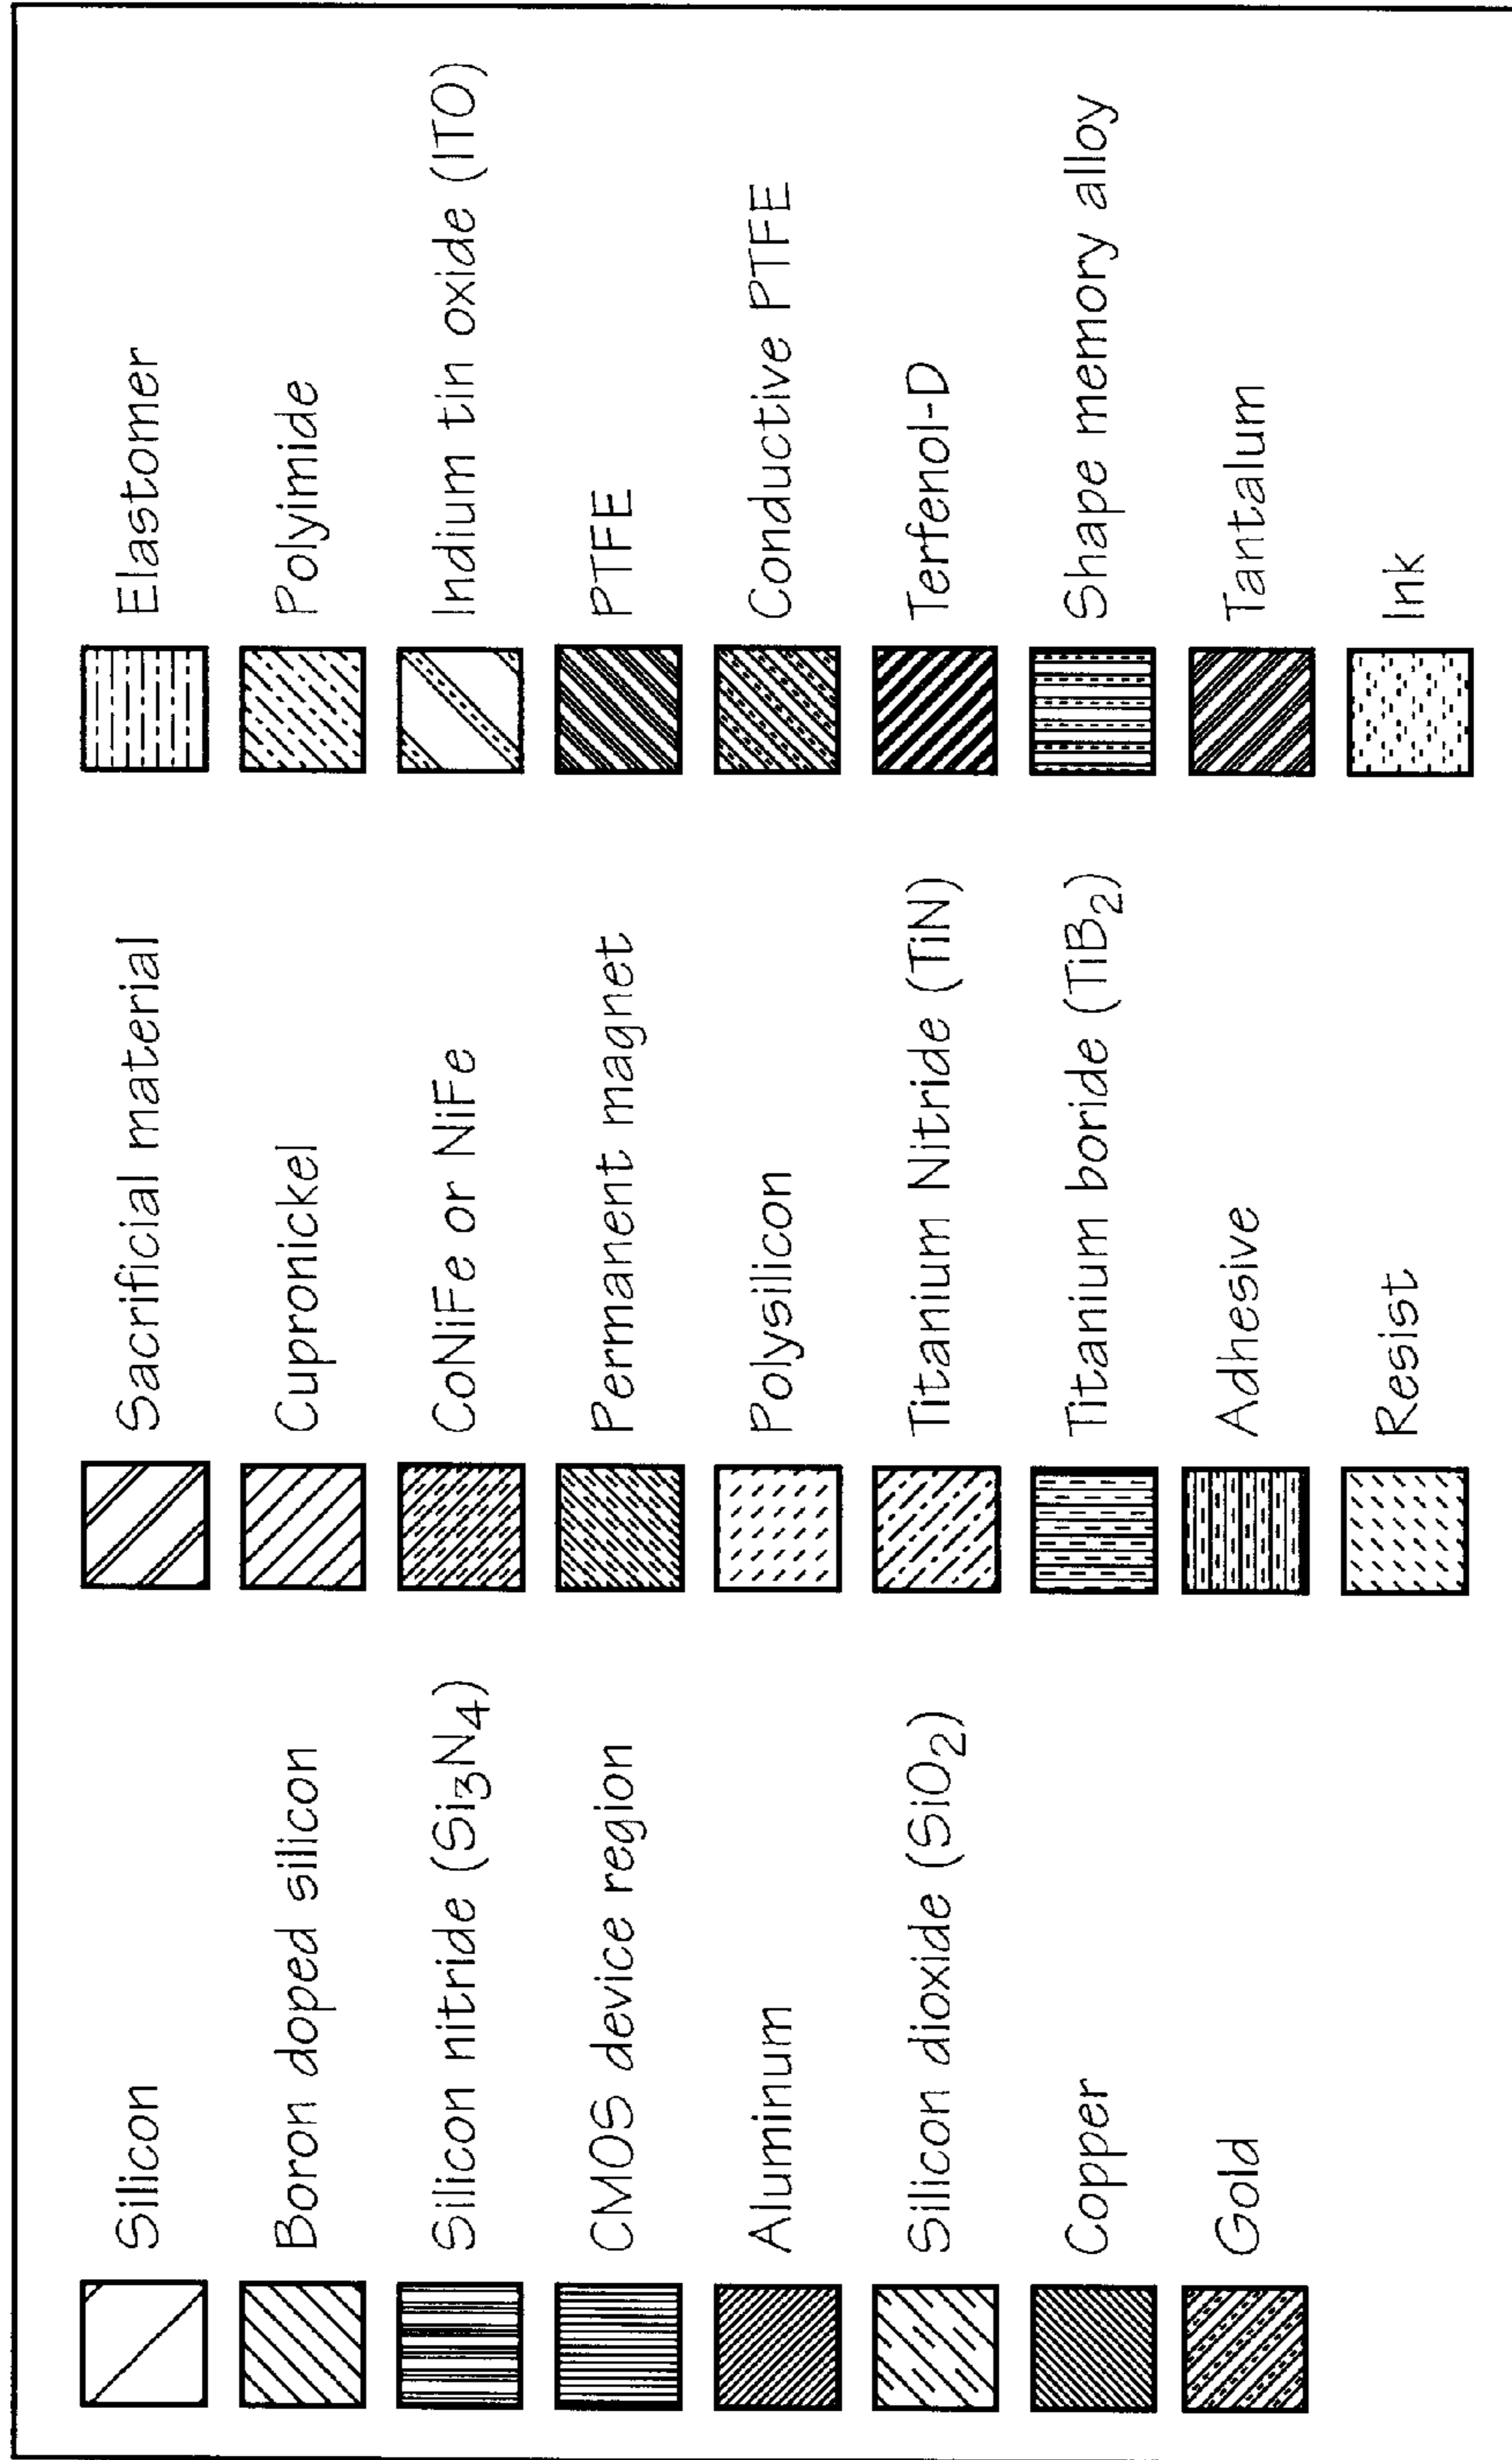 Silicon
Boron doped silicon
Silicon nitride (Si₃N₄)
CMOS device region
Aluminum
Silicon dioxide (SiO₂)
Copper
Gold
Sacrificial material
Cupronickel
CoNiFe or NiFe
Permanent magnet
Polysilicon
Titanium Nitride (TiN)
Titanium boride (TiB₂)
Adhesive
Resist
Elastomer
Polyimide
Indium tin oxide (ITO)
PTFE
Conductive PTFE
Terfenol-D
Shape memory alloy
Tantalum
Ink